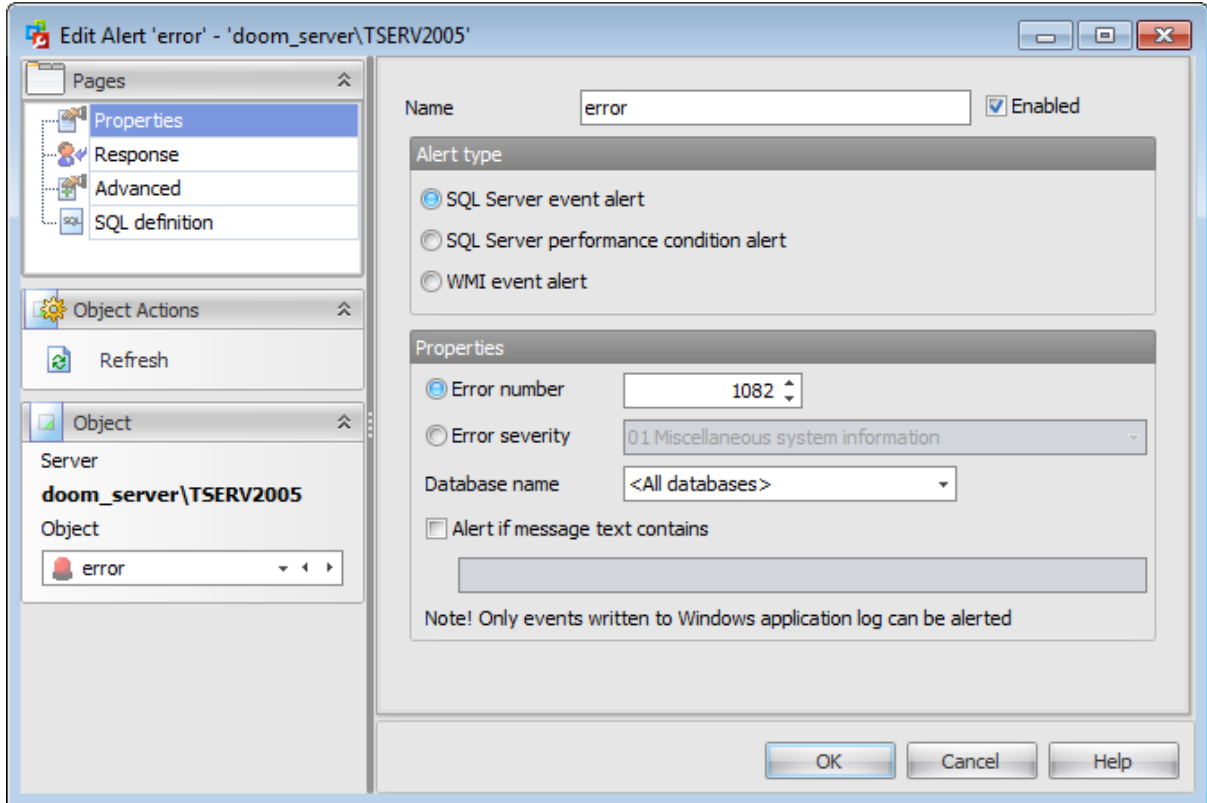 Edit Alert 'error' - 'doom_server\TSERV2005'
Pages
Properties
Response
Advanced
SQL
SQL definition
Object Actions
Refresh
Object
Server
doom_server\TSERV2005
Object
error
Name error Enabled
Alert type
SQL Server event alert
SQL Server performance condition alert
WMI event alert
Properties
Error number 1082
Error severity 01 Miscellaneous system information
Database name <All databases>
Alert if message text contains
Note! Only events written to Windows application log can be alerted
OK Cancel Help